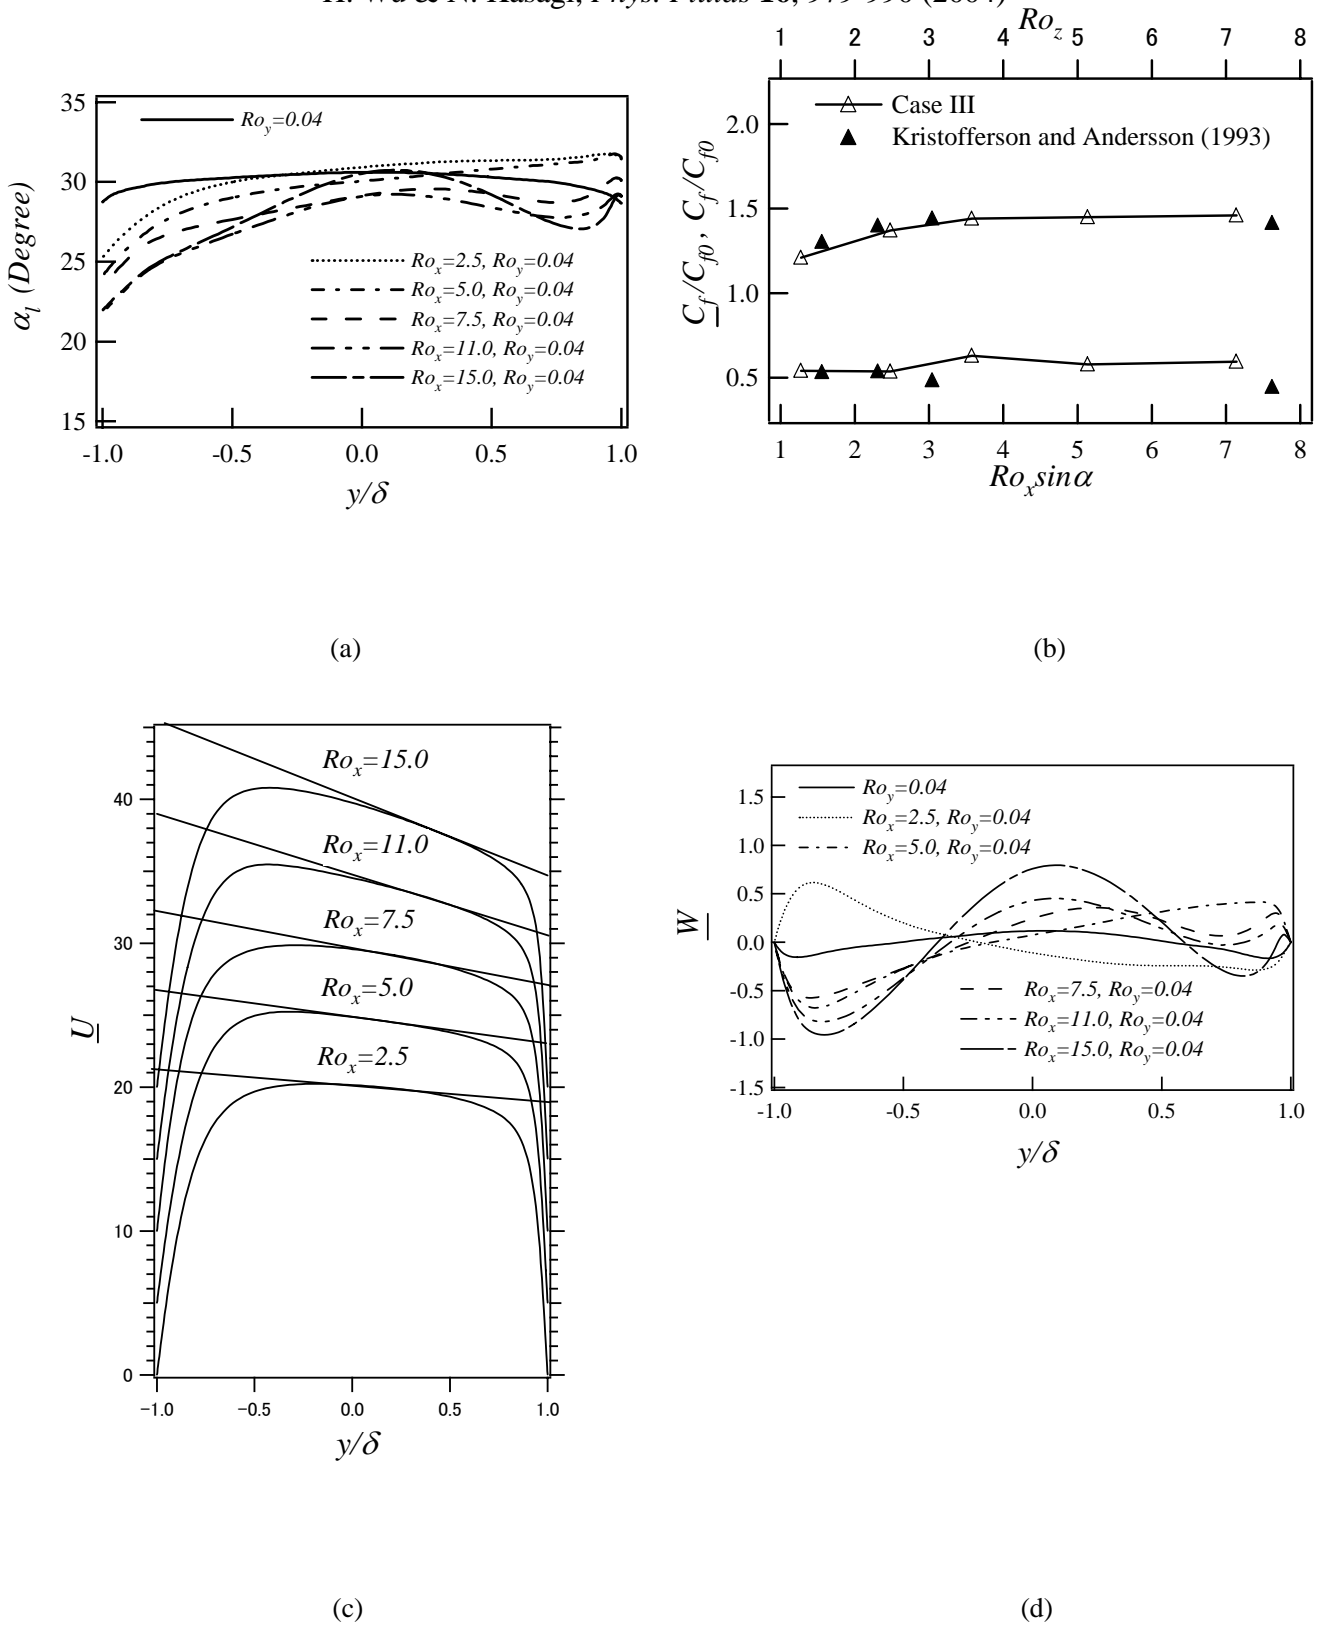 1 2 3 4 Ro_z 5 6 7 8
35
30
25
20
15
α_l (Degree)
Ro_y=0.04
Ro_x=2.5, Ro_y=0.04
Ro_x=5.0, Ro_y=0.04
Ro_x=7.5, Ro_y=0.04
Ro_x=11.0, Ro_y=0.04
Ro_x=15.0, Ro_y=0.04
-1.0 -0.5 0.0 0.5 1.0
y/δ
2.0
1.5
1.0
0.5
C_f/C_f0, C_f/C_f0
Case III
Kristofferson and Andersson (1993)
1 2 3 4 5 6 7 8
Ro_x sinα
(a)
(b)
40
30
20
10
0
U
Ro_x=15.0
Ro_x=11.0
Ro_x=7.5
Ro_x=5.0
Ro_x=2.5
−1.0 −0.5 0.0 0.5 1.0
y/δ
1.5
1.0
0.5
0.0
-0.5
-1.0
-1.5
W
Ro_y=0.04
Ro_x=2.5, Ro_y=0.04
Ro_x=5.0, Ro_y=0.04
Ro_x=7.5, Ro_y=0.04
Ro_x=11.0, Ro_y=0.04
Ro_x=15.0, Ro_y=0.04
-1.0 -0.5 0.0 0.5 1.0
y/δ
(c)
(d)